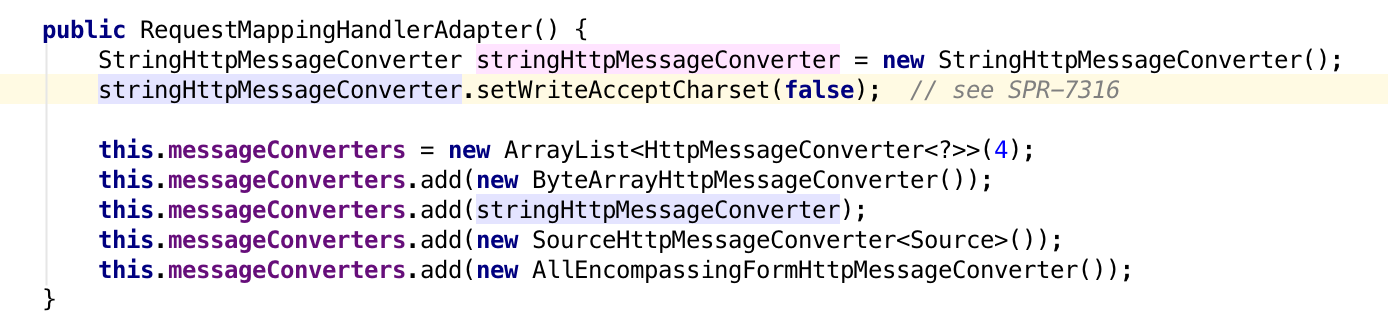 public RequestMappingHandlerAdapter() {
    StringHttpMessageConverter stringHttpMessageConverter = new StringHttpMessageConverter();
    stringHttpMessageConverter.setWriteAcceptCharset(false);  // see SPR-7316

    this.messageConverters = new ArrayList<HttpMessageConverter<?>>(4);
    this.messageConverters.add(new ByteArrayHttpMessageConverter());
    this.messageConverters.add(stringHttpMessageConverter);
    this.messageConverters.add(new SourceHttpMessageConverter<Source>());
    this.messageConverters.add(new AllEncompassingFormHttpMessageConverter());
}